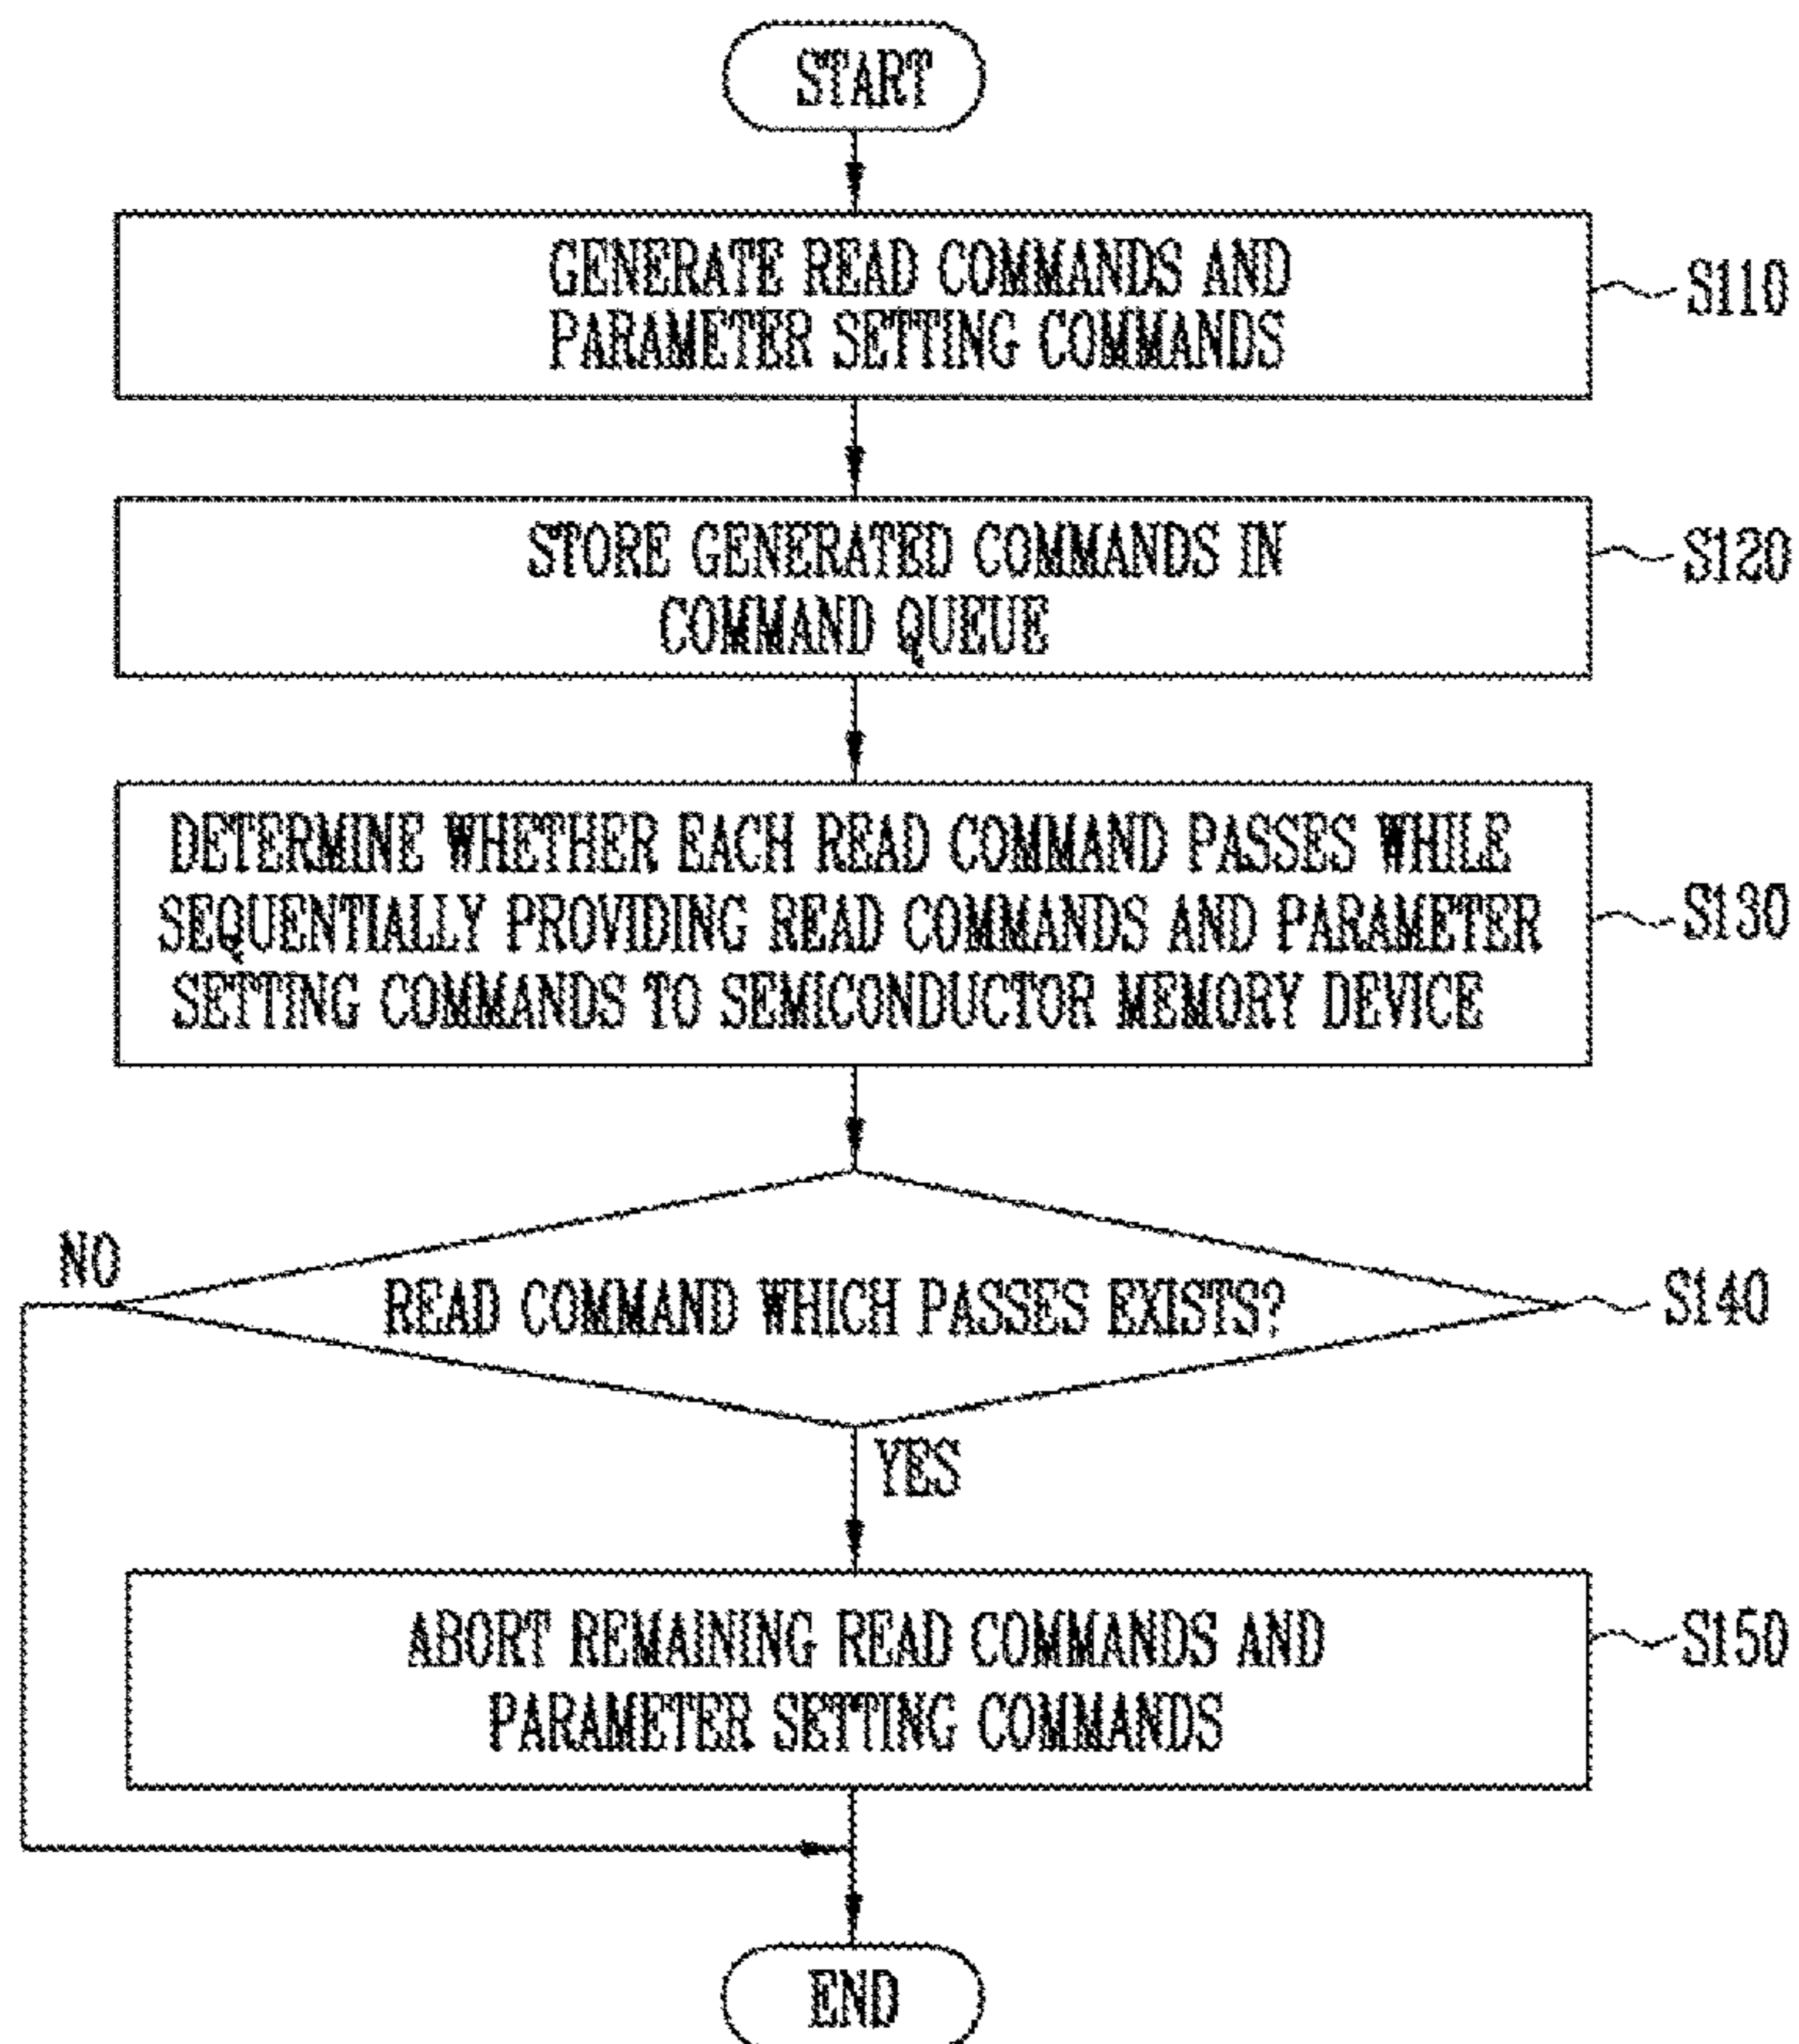 START
GENERATE READ COMMANDS AND
PARAMETER SETTING COMMANDS
S110
STORE GENERATED COMMANDS IN
COMMAND QUEUE
S120
DETERMINE WHETHER EACH READ COMMAND PASSES WHILE
SEQUENTIALLY PROVIDING READ COMMANDS AND PARAMETER
SETTING COMMANDS TO SEMICONDUCTOR MEMORY DEVICE
S130
NO
READ COMMAND WHICH PASSES EXISTS?
S140
YES
ABORT REMAINING READ COMMANDS AND
PARAMETER SETTING COMMANDS
S150
END